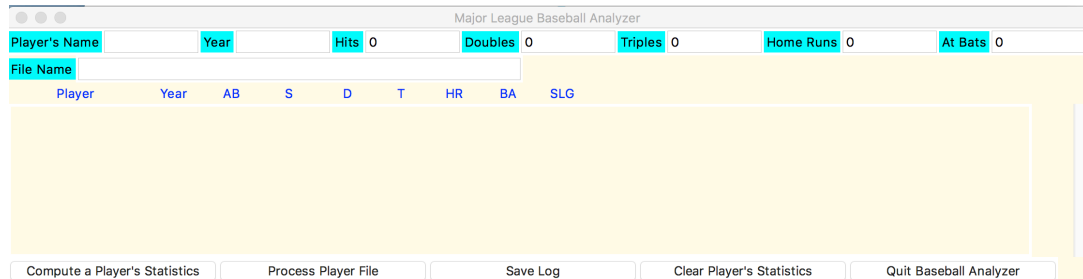 Major League Baseball Analyzer
Player's Name Year Hits 0 Doubles 0 Triples 0 Home Runs 0 At Bats 0
File Name
Player Year AB S D T HR BA SLG
Compute a Player's Statistics Process Player File Save Log Clear Player's Statistics Quit Baseball Analyzer